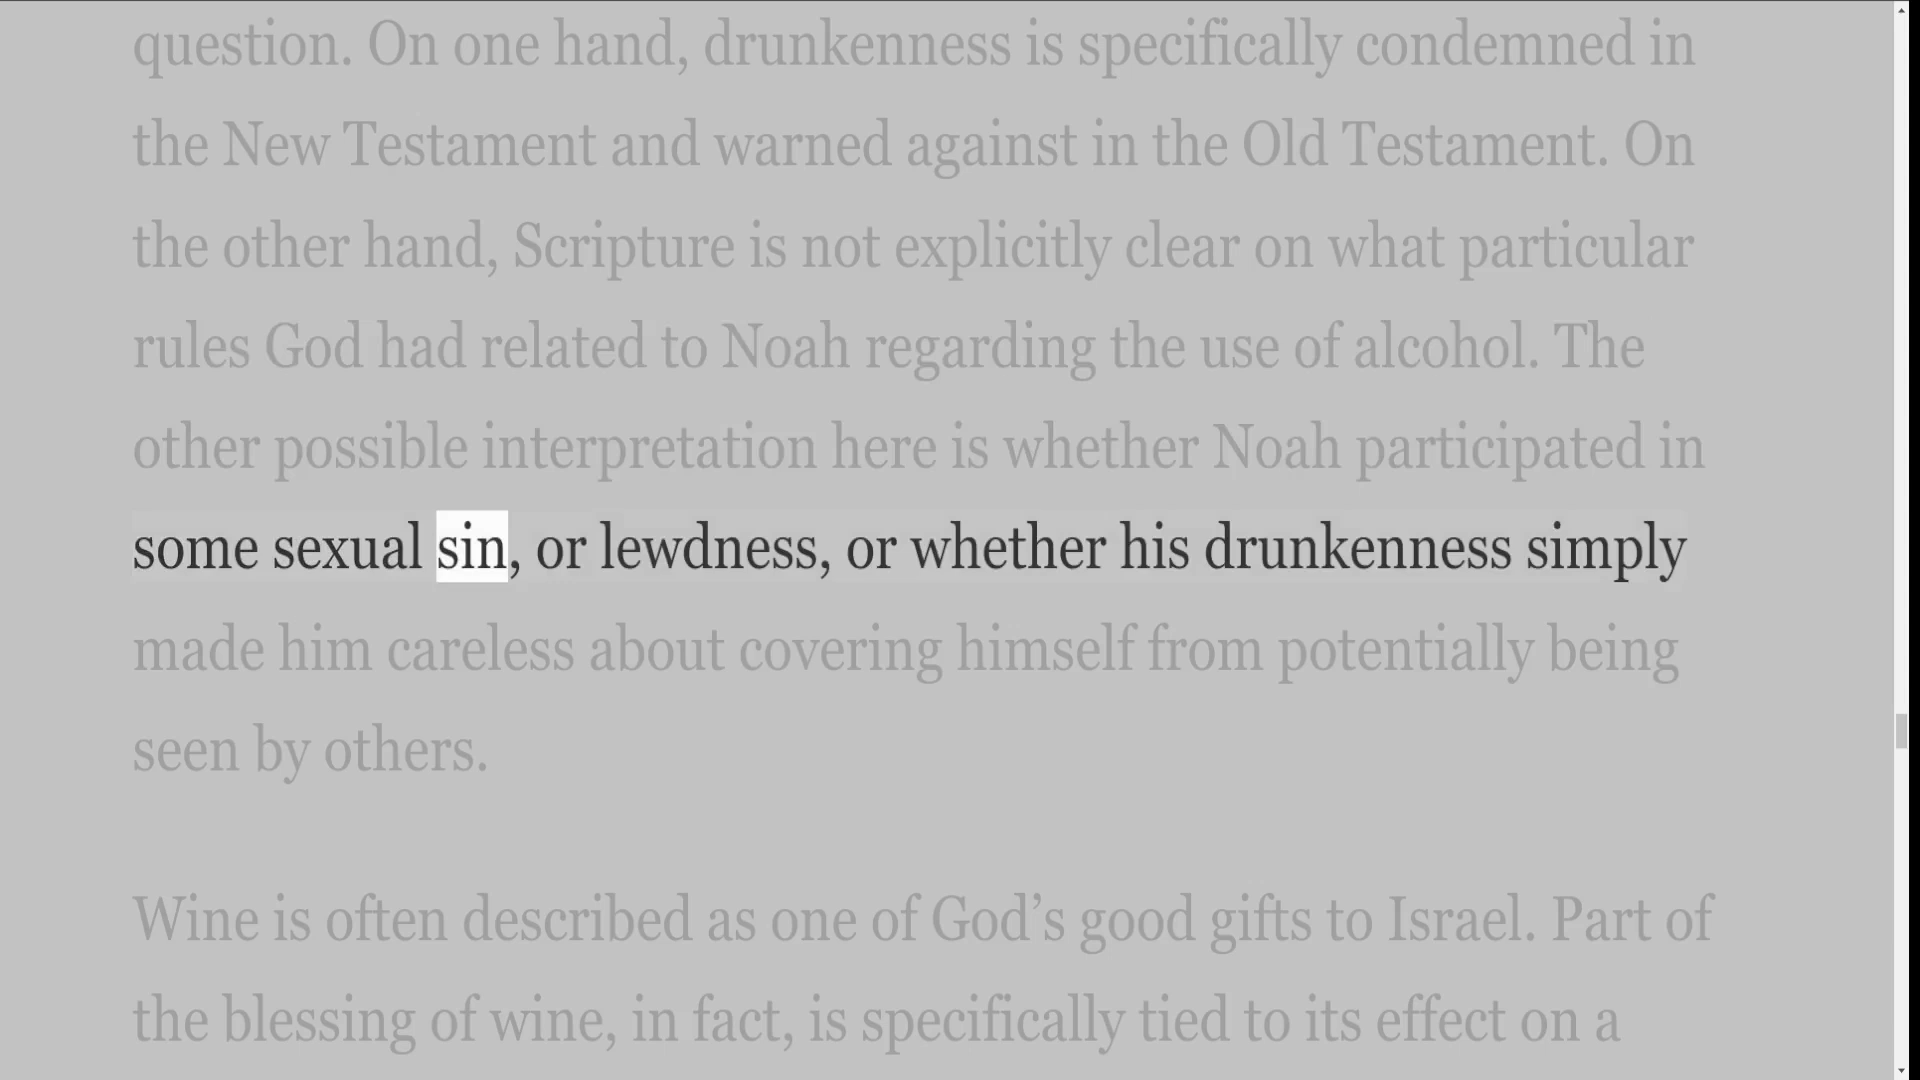 question. On one hand, drunkenness is specifically condemned in
the New Testament and warned against in the Old Testament. On
the other hand, Scripture is not explicitly clear on what particular
rules God had related to Noah regarding the use of alcohol. The
other possible interpretation here is whether Noah participated in
some sexual sin, or lewdness, or whether his drunkenness simply
made him careless about covering himself from potentially being
seen by others.
Wine is often described as one of God’s good gifts to Israel. Part of
the blessing of wine, in fact, is specifically tied to its effect on a